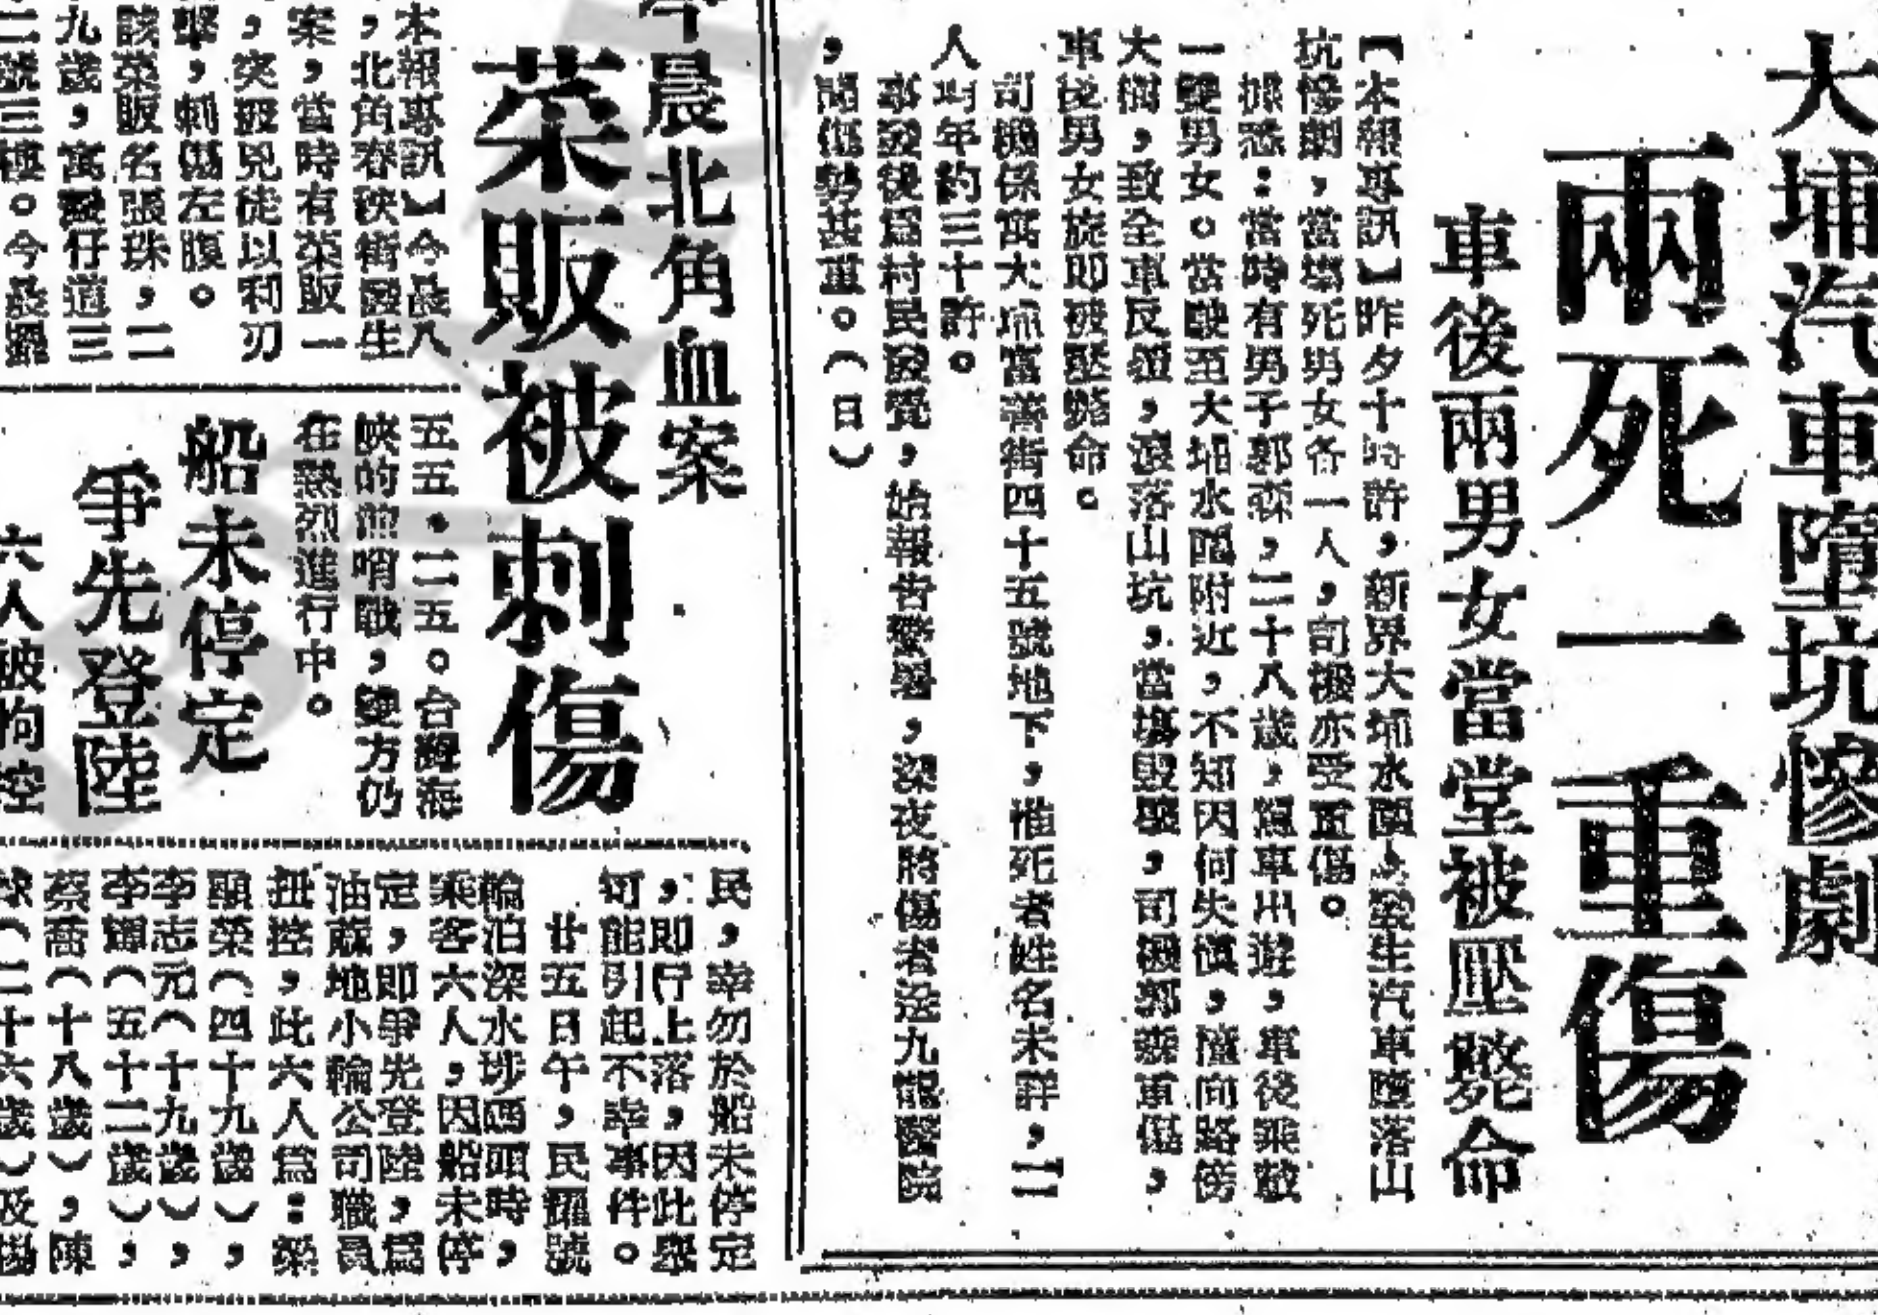 大埔汽車墮坑慘劇
兩死一重傷
車後兩男女當堂被壓斃命
【本報專訊】昨夕十時許，新界大埔水圍，發生汽車墮落山
坑慘劇，當塲死男女各一人，司機亦受重傷。
據悉：當時有男子郭森，二十八歲，駕車出遊，車後乘載
一雙男女。當駛至大埔水圍附近，不知因何失慎，撞向路傍
大樹，致全車反轉，滾落山坑，當塲毀壞，司機郭森重傷，
車後男女旋即被壓斃命。
司機係寓大埔富善街四十五號地下，惟死者姓名未詳，二
人均年約三十許。
事發後爲村民發覺，始報告警署，深夜將傷者送九龍醫院
，聞傷勢甚重。（日）
今晨北角血案
菜販被刺傷
本報專訊】今晨八
，北角春秧街發生
案，當時有菜販一
，突被兇徒以利刃
擊，刺傷左腹。
該菜販名張珠，二
九歲，寓凝仔道三
二號三樓。今晨
五五・二五。台灣海
峽的前哨戰，雙方仍
在熱烈進行中。
船未停定
爭先登陸
六人被拘控
民，幸勿於船未停定
，即行上落，因此舉
可能引起不幸事件。
廿五日午，民耀號
輪泊深水埗碼頭時，
乘客六人，因船未停
定，即爭先登陸，爲
油蔴地小輪公司職員
扭控，此六人爲：梁
顯榮（四十九歲），
李志元（十九歲），
李輝（五十二歲），
蔡喬（十八歲），陳
（二十六歲）及楊